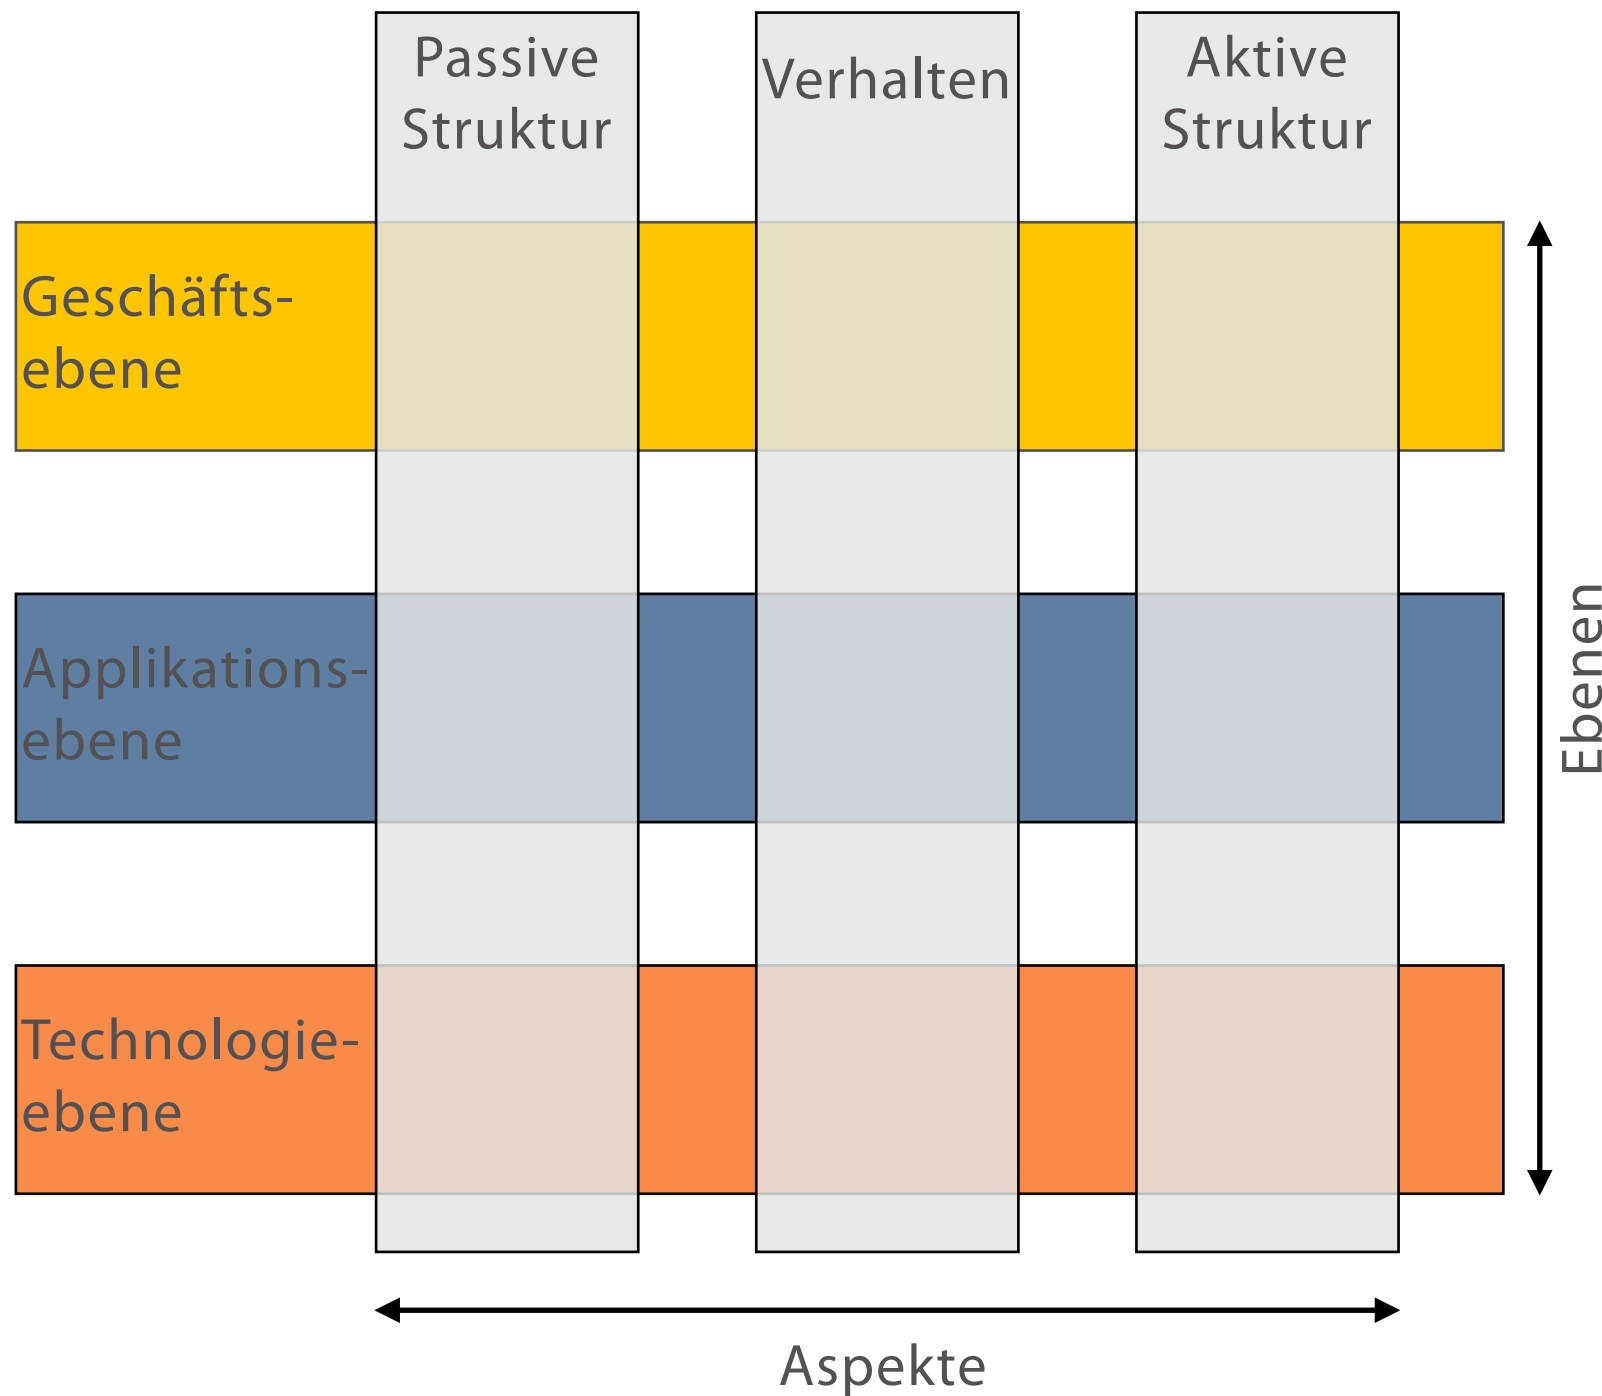 Passive
Struktur
Verhalten
Aktive
Struktur
Geschäfts-
ebene
Applikations-
ebene
Technologie-
ebene
Ebenen
Aspekte